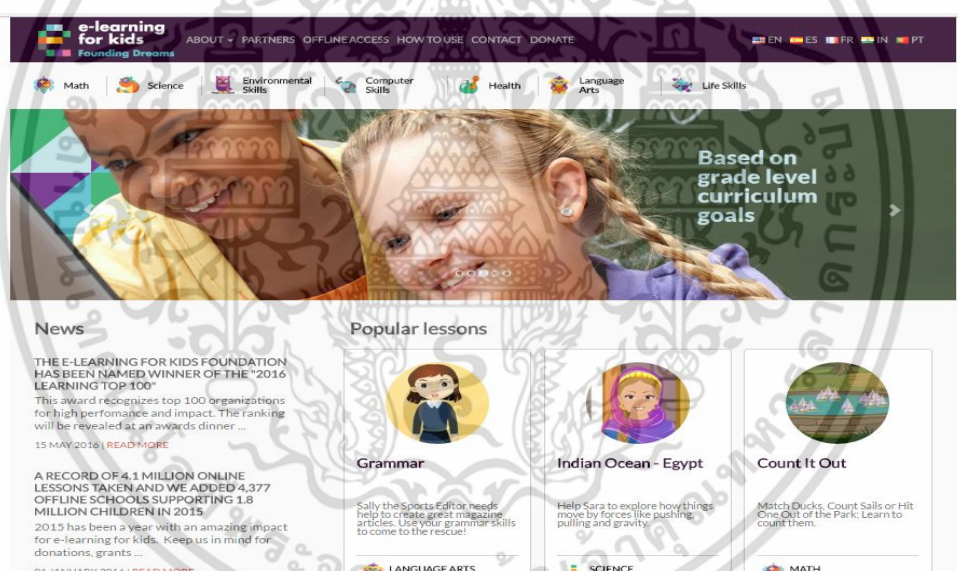 e-learning
for kids
Founding Dreams
ABOUT PARTNERS OFFLINE ACCESS HOW TO USE CONTACT DONATE
EN ES FR IN PT
Math
Science
Environmental
Skills
Computer
Skills
Health
Language
Arts
Life Skills
Based on
grade level
curriculum
goals
News
THE E-LEARNING FOR KIDS FOUNDATION
HAS BEEN NAMED WINNER OF THE "2016
LEARNING TOP 100"
This award recognizes top 100 organizations
for high perfomance and impact. The ranking
will be revealed at an awards dinner ...
15 MAY 2016 | READ MORE
A RECORD OF 4.1 MILLION ONLINE
LESSONS TAKEN AND WE ADDED 4,377
OFFLINE SCHOOLS SUPPORTING 1.8
MILLION CHILDREN IN 2015
2015 has been a year with an amazing impact
for e-learning for kids. Keep us in mind for
donations, grants ...
01 JANUARY 2016 | READ MORE
Popular lessons
Grammar
Sally the Sports Editor needs
help to create great magazine
articles. Use your grammar skills
to come to the rescue!
LANGUAGE ARTS
Indian Ocean - Egypt
Help Sara to explore how things
move by forces like pushing,
pulling and gravity.
SCIENCE
Count It Out
Match Ducks, Count Sails or Hit
One Out of the Park; Learn to
count them.
MATH